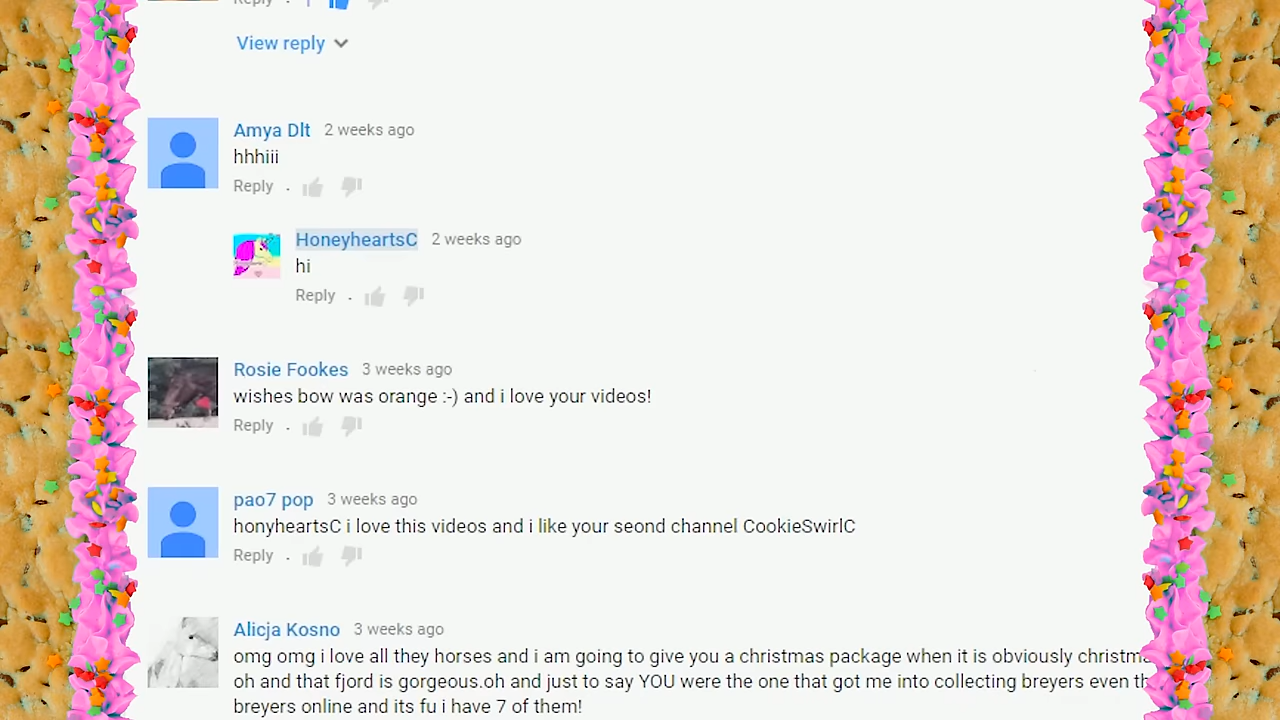 Reply .
View reply
Amya Dlt 2 weeks ago
hhhiii
Reply .
HoneyheartsC 2 weeks ago
hi
Reply .
Rosie Fookes 3 weeks ago
wishes bow was orange :-) and i love your videos!
Reply .
pao7 pop 3 weeks ago
honyheartsC i love this videos and i like your seond channel CookieSwirlC
Reply .
Alicja Kosno 3 weeks ago
omg omg i love all they horses and i am going to give you a christmas package when it is obviously christma
oh and that fjord is gorgeous oh and just to say YOU were the one that got me into collecting breyers even th
breyers online and its fu i have 7 of them!